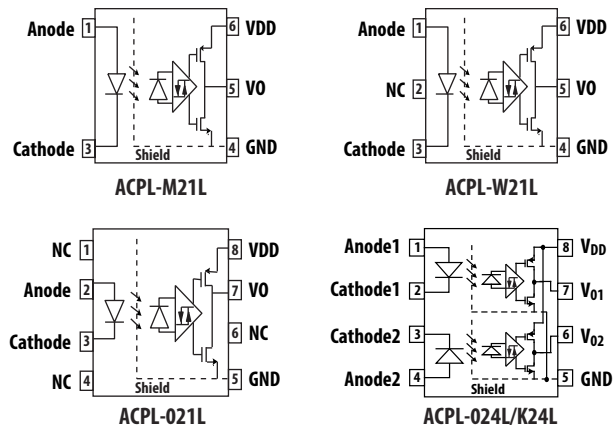 Anode 1 6 VDD
5 VO
Cathode 3 4 GND
Shield
ACPL-M21L
Anode 1 6 VDD
NC 2 5 VO
Cathode 3 4 GND
Shield
ACPL-W21L
NC 1 8 VDD
Anode 2 7 VO
Cathode 3 6 NC
NC 4 5 GND
Shield
ACPL-021L
Anode1 1 8 VDD
Cathode1 2 7 V01
Cathode2 3 6 V02
Anode2 4 5 GND
Shield
ACPL-024L/K24L